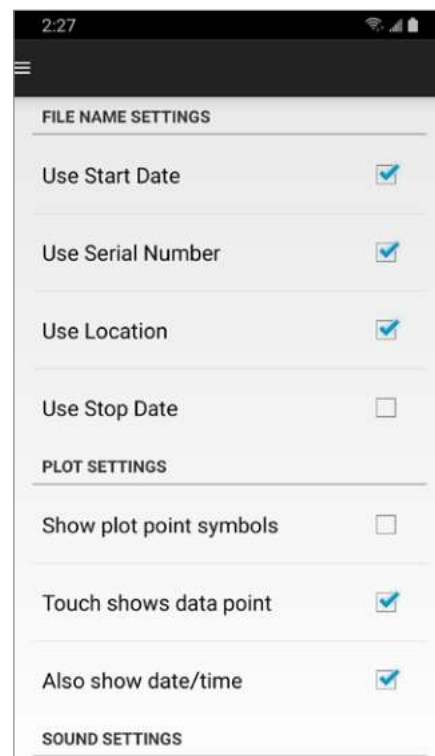 2:27
FILE NAME SETTINGS
Use Start Date
Use Serial Number
Use Location
Use Stop Date
PLOT SETTINGS
Show plot point symbols
Touch shows data point
Also show date/time
SOUND SETTINGS